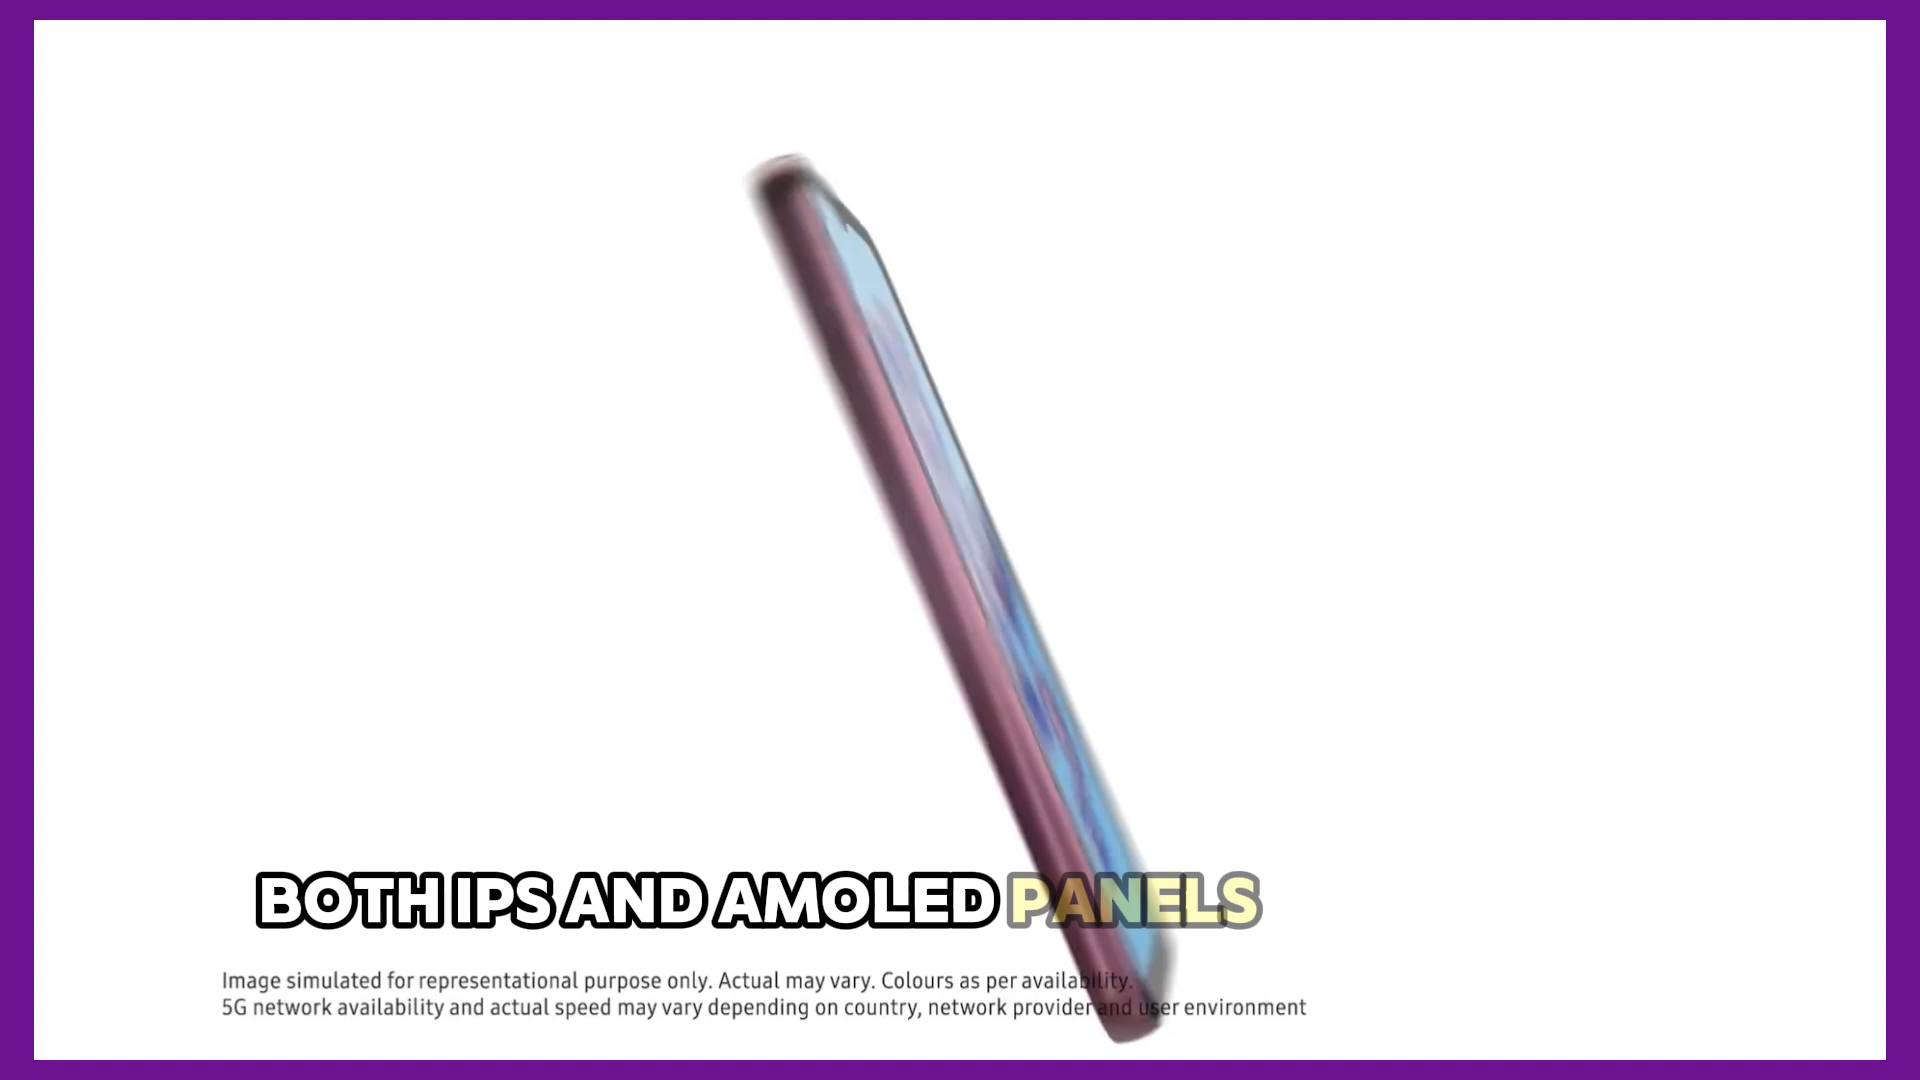 BOTH IPS AND AMOLED PANELS
Image simulated for representational purpose only. Actual may vary. Colours as per availability.
5G network availability and actual speed may vary depending on country, network provider and user environment